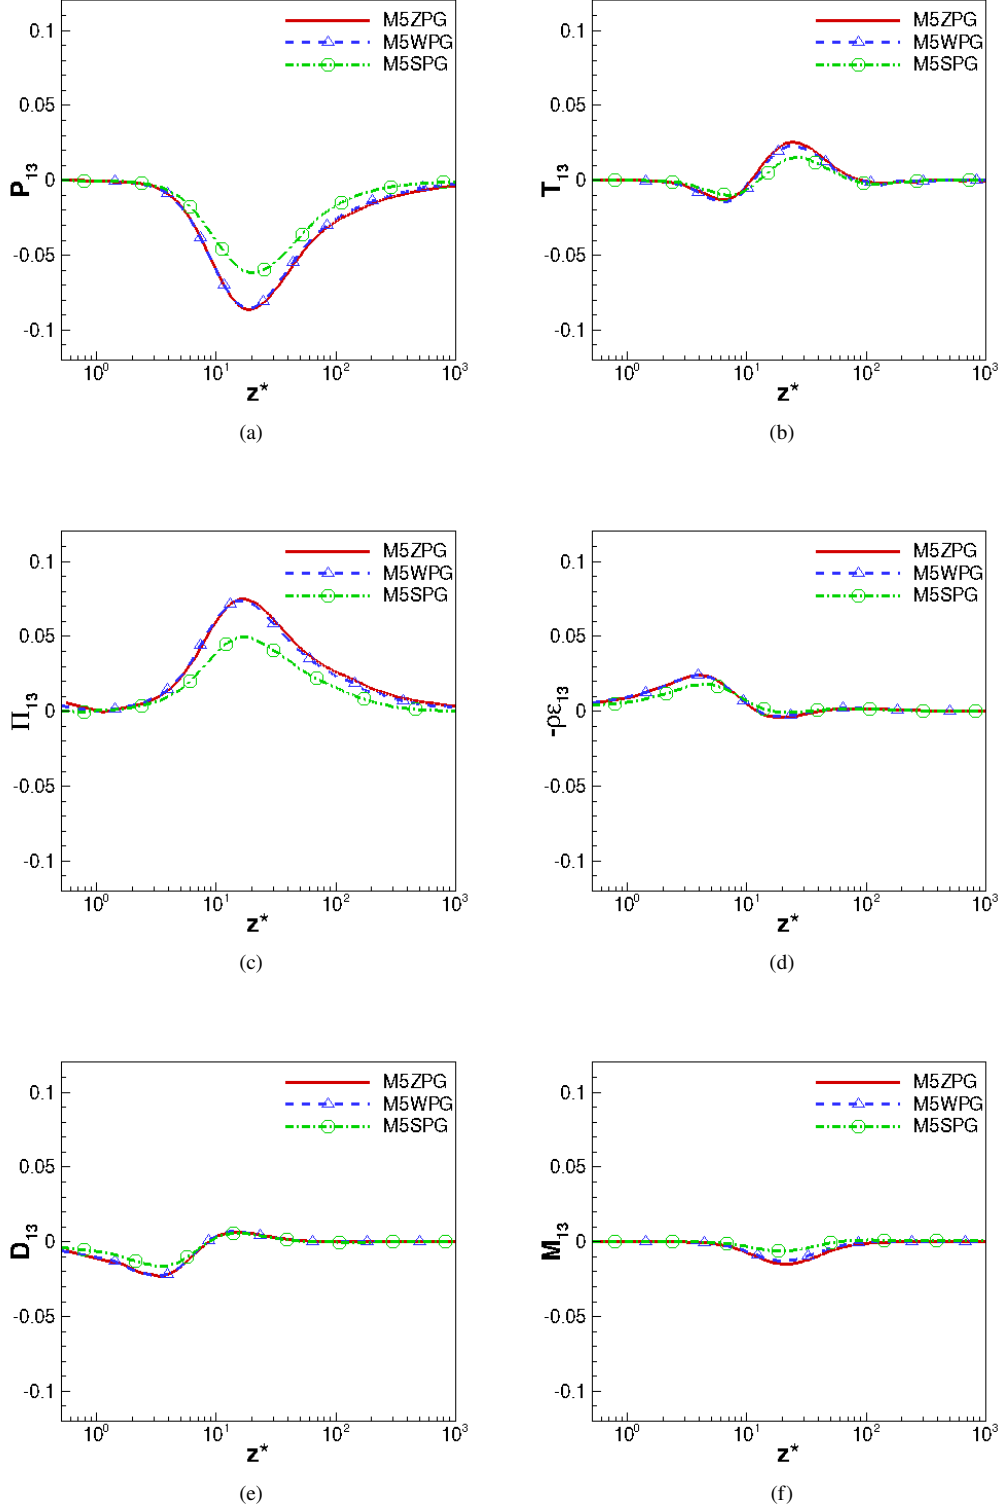 0.1
0.05
0
-0.05
-0.1
P13
M5ZPG
M5WPG
M5SPG
10^0 10^1 10^2 10^3
z*
(a)
0.1
0.05
0
-0.05
-0.1
T13
M5ZPG
M5WPG
M5SPG
10^0 10^1 10^2 10^3
z*
(b)
0.1
0.05
0
-0.05
-0.1
Π13
M5ZPG
M5WPG
M5SPG
10^0 10^1 10^2 10^3
z*
(c)
0.1
0.05
0
-0.05
-0.1
-ρε13
M5ZPG
M5WPG
M5SPG
10^0 10^1 10^2 10^3
z*
(d)
0.1
0.05
0
-0.05
-0.1
D13
M5ZPG
M5WPG
M5SPG
10^0 10^1 10^2 10^3
z*
(e)
0.1
0.05
0
-0.05
-0.1
M13
M5ZPG
M5WPG
M5SPG
10^0 10^1 10^2 10^3
z*
(f)